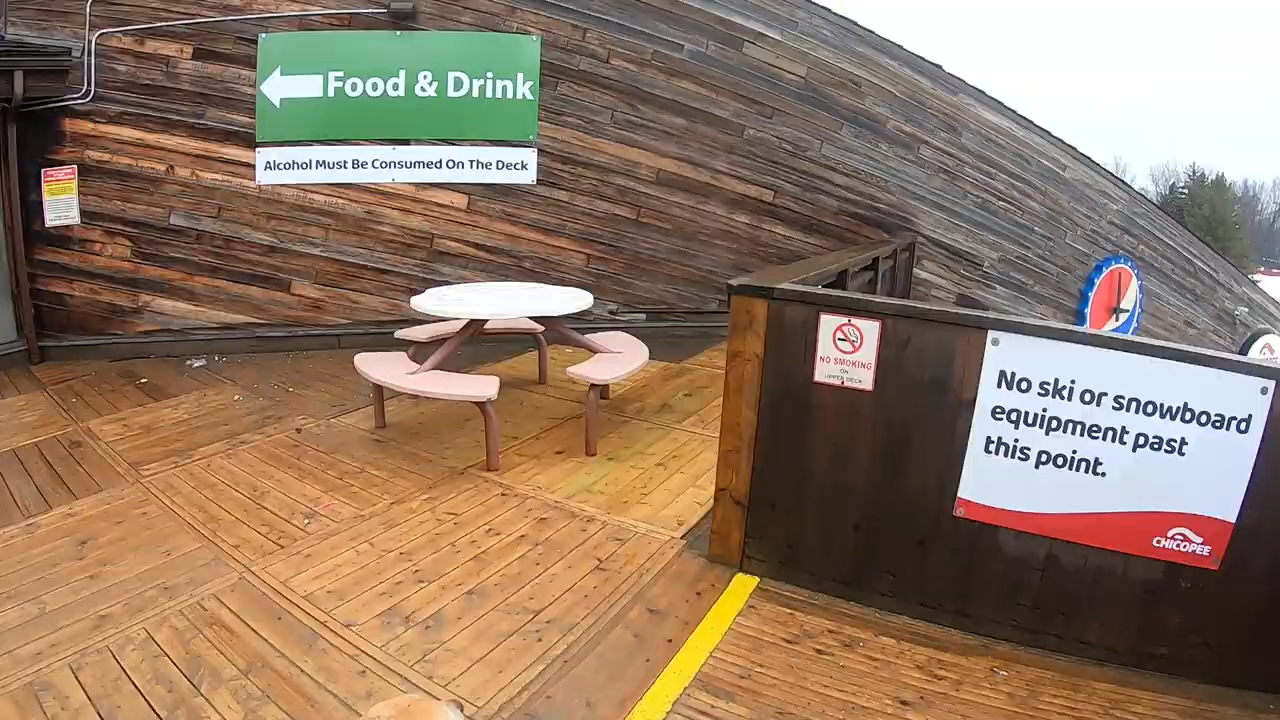 Food & Drink
Alcohol Must Be Consumed On The Deck
NO SMOKING
ON
UPPER DECK
No ski or snowboard
equipment past
this point.
CHICOPEE